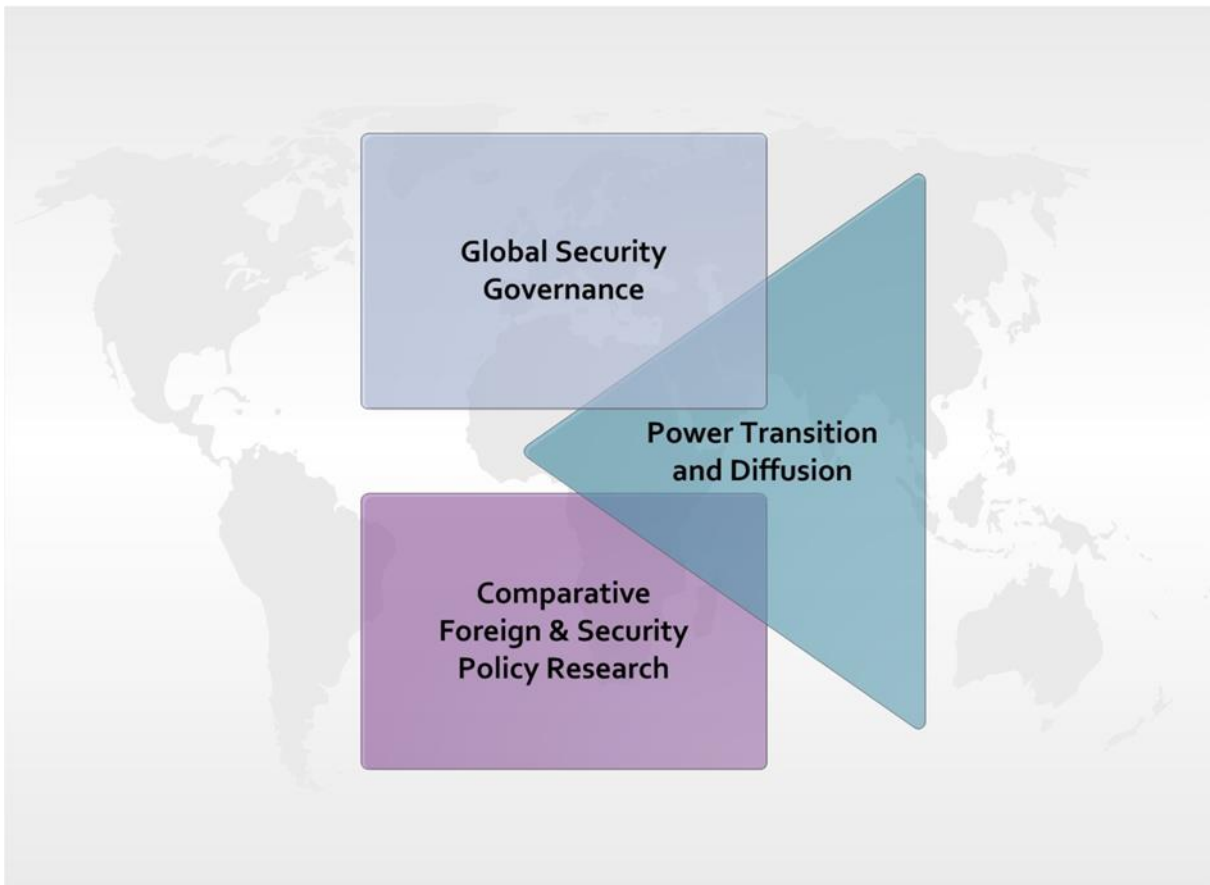 Global Security
Governance
Power Transition
and Diffusion
Comparative
Foreign & Security
Policy Research